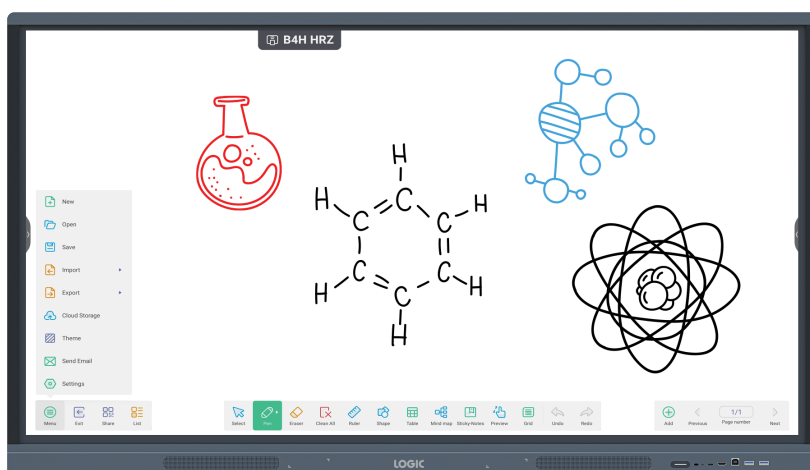 B4H HRZ
H
H
C
H
C
C
C
C
H
C
H
H
New
Open
Save
Import
Export
Cloud Storage
Theme
Send Email
Settings
Menu
Exit
Share
List
Select
Pen
Eraser
Clean All
Ruler
Shape
Table
Mind map
Sticky-Notes
Preview
Grid
Undo
Redo
Add
Previous
1/1
Page number
Next
LOGIC